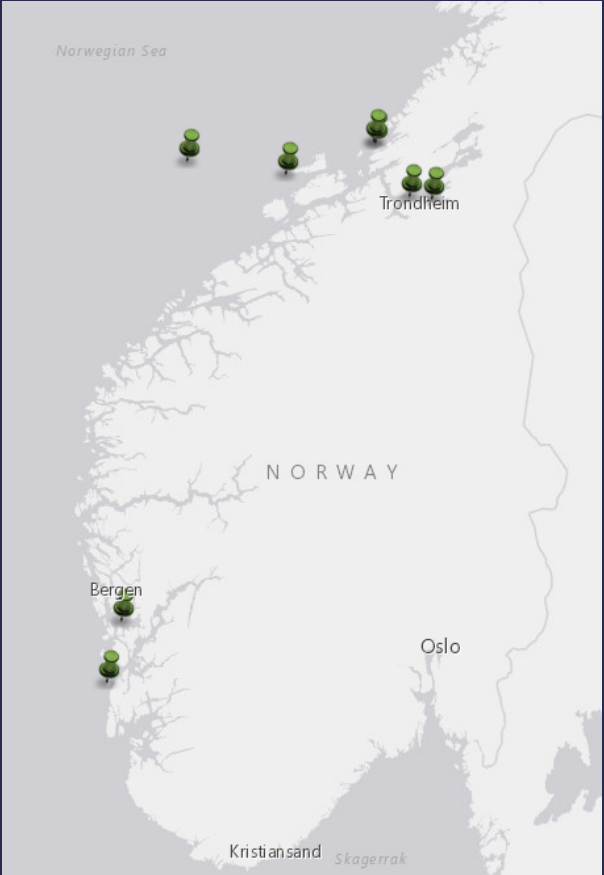 Norwegian Sea
Trondheim
NORWAY
Bergen
Oslo
Kristiansand
Skagerrak